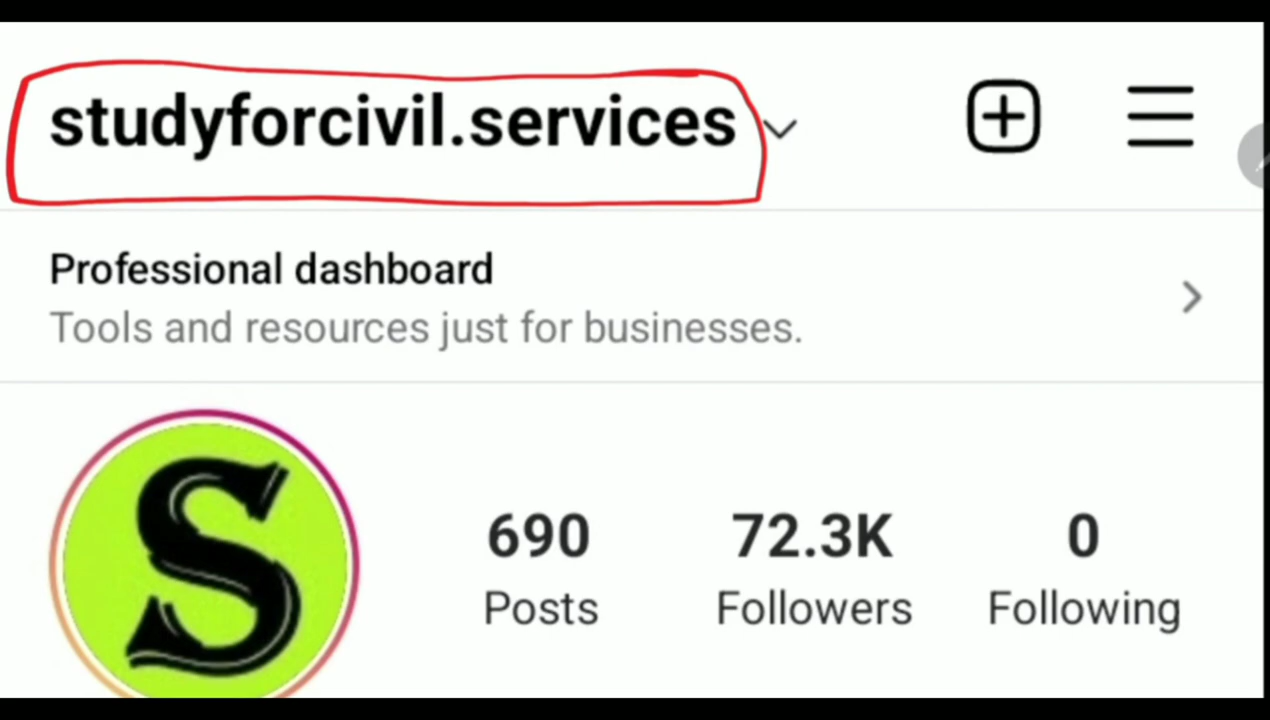 studyforcivil.services
Professional dashboard
Tools and resources just for businesses.
S
690 72.3K 0
Posts Followers Following